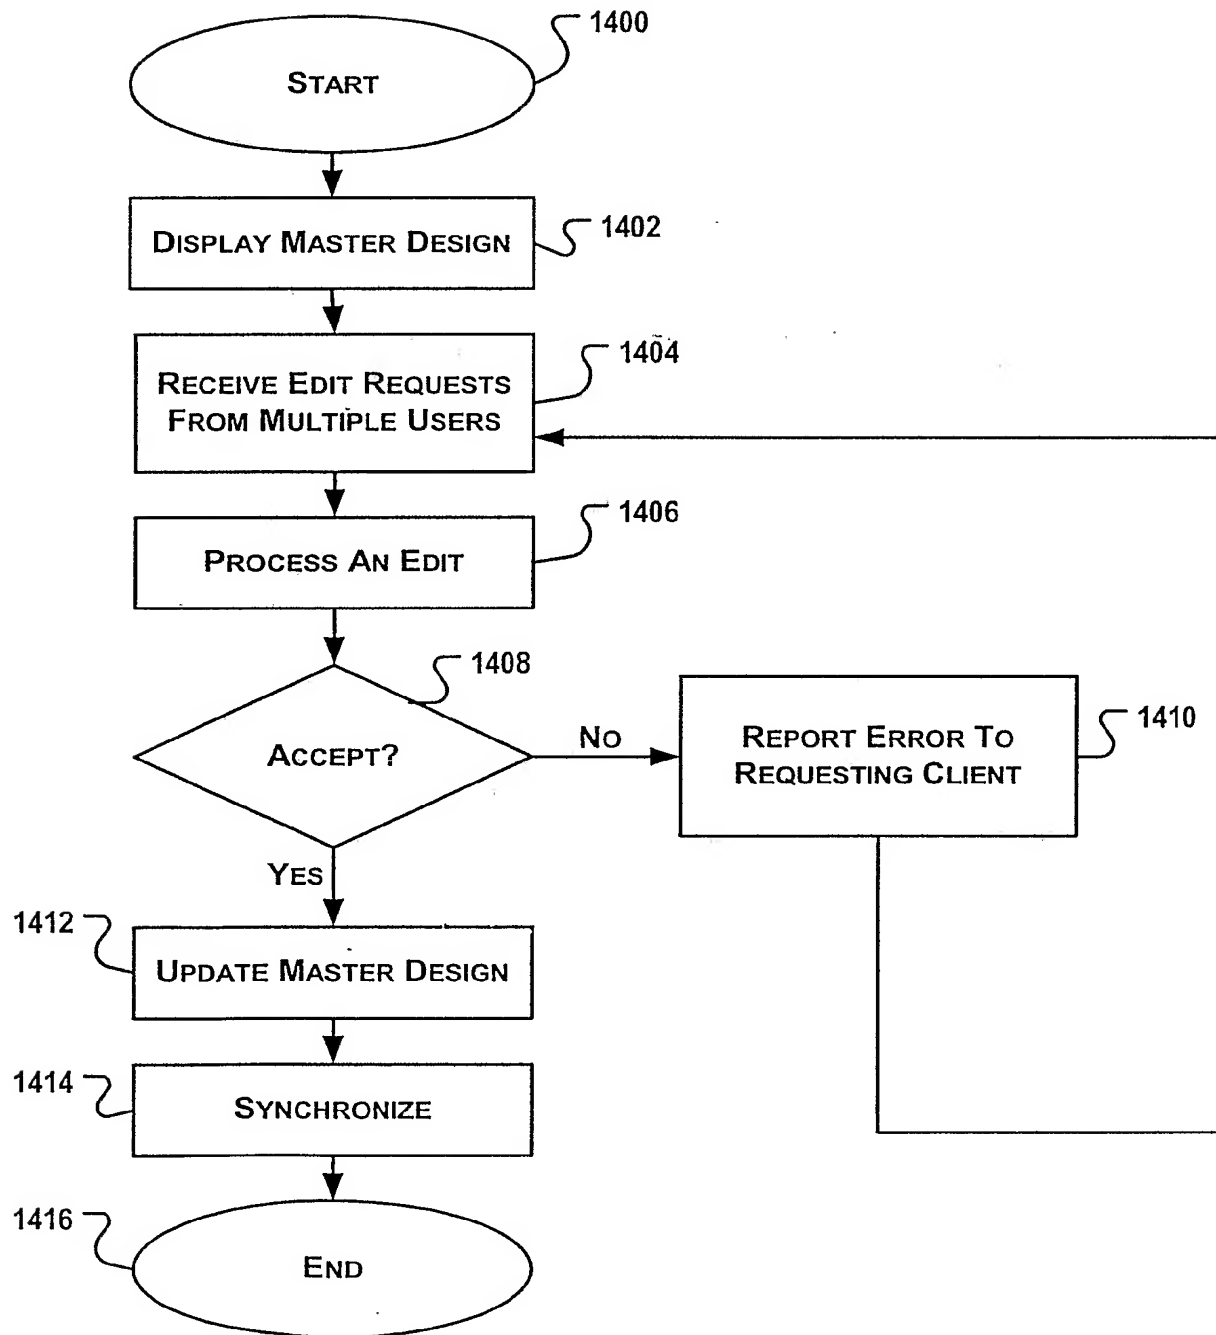 1400
START
DISPLAY MASTER DESIGN
1402
1404
RECEIVE EDIT REQUESTS
FROM MULTIPLE USERS
1406
PROCESS AN EDIT
1408
ACCEPT?
NO
REPORT ERROR TO
REQUESTING CLIENT
1410
YES
1412
UPDATE MASTER DESIGN
1414
SYNCHRONIZE
1416
END